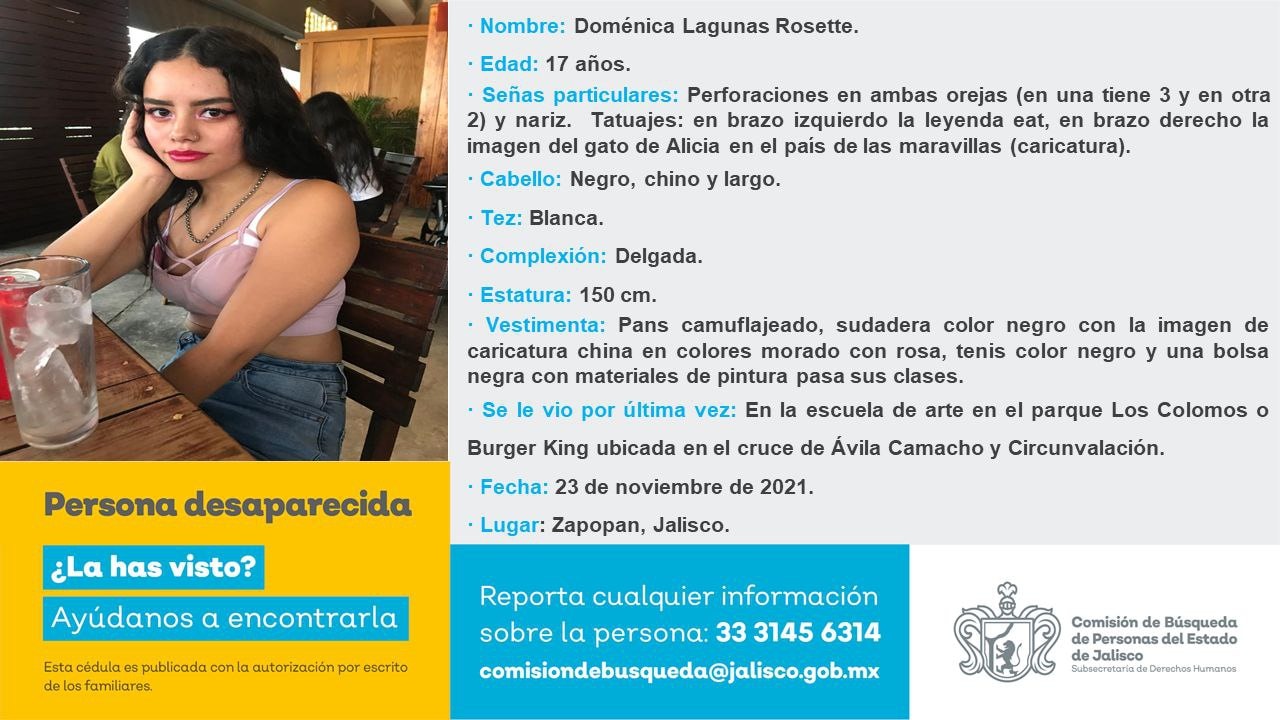 · Nombre: Doménica Lagunas Rosette.
· Edad: 17 años.
· Señas particulares: Perforaciones en ambas orejas (en una tiene 3 y en otra
2) y nariz. Tatuajes: en brazo izquierdo la leyenda eat, en brazo derecho la
imagen del gato de Alicia en el país de las maravillas (caricatura).
· Cabello: Negro, chino y largo.
· Tez: Blanca.
· Complexión: Delgada.
· Estatura: 150 cm.
· Vestimenta: Pans camuflajeado, sudadera color negro con la imagen de
caricatura china en colores morado con rosa, tenis color negro y una bolsa
negra con materiales de pintura pasa sus clases.
· Se le vio por última vez: En la escuela de arte en el parque Los Colomos o
Burger King ubicada en el cruce de Ávila Camacho y Circunvalación.
· Fecha: 23 de noviembre de 2021.
· Lugar: Zapopan, Jalisco.
Persona desaparecida
¿La has visto?
Ayúdanos a encontrarla
Esta cédula es publicada con la autorización por escrito
de los familiares.
Reporta cualquier información
sobre la persona: 33 3145 6314
comisiondebusqueda@jalisco.gob.mx
Comisión de Búsqueda
de Personas del Estado
de Jalisco
Subsecretaría de Derechos Humanos